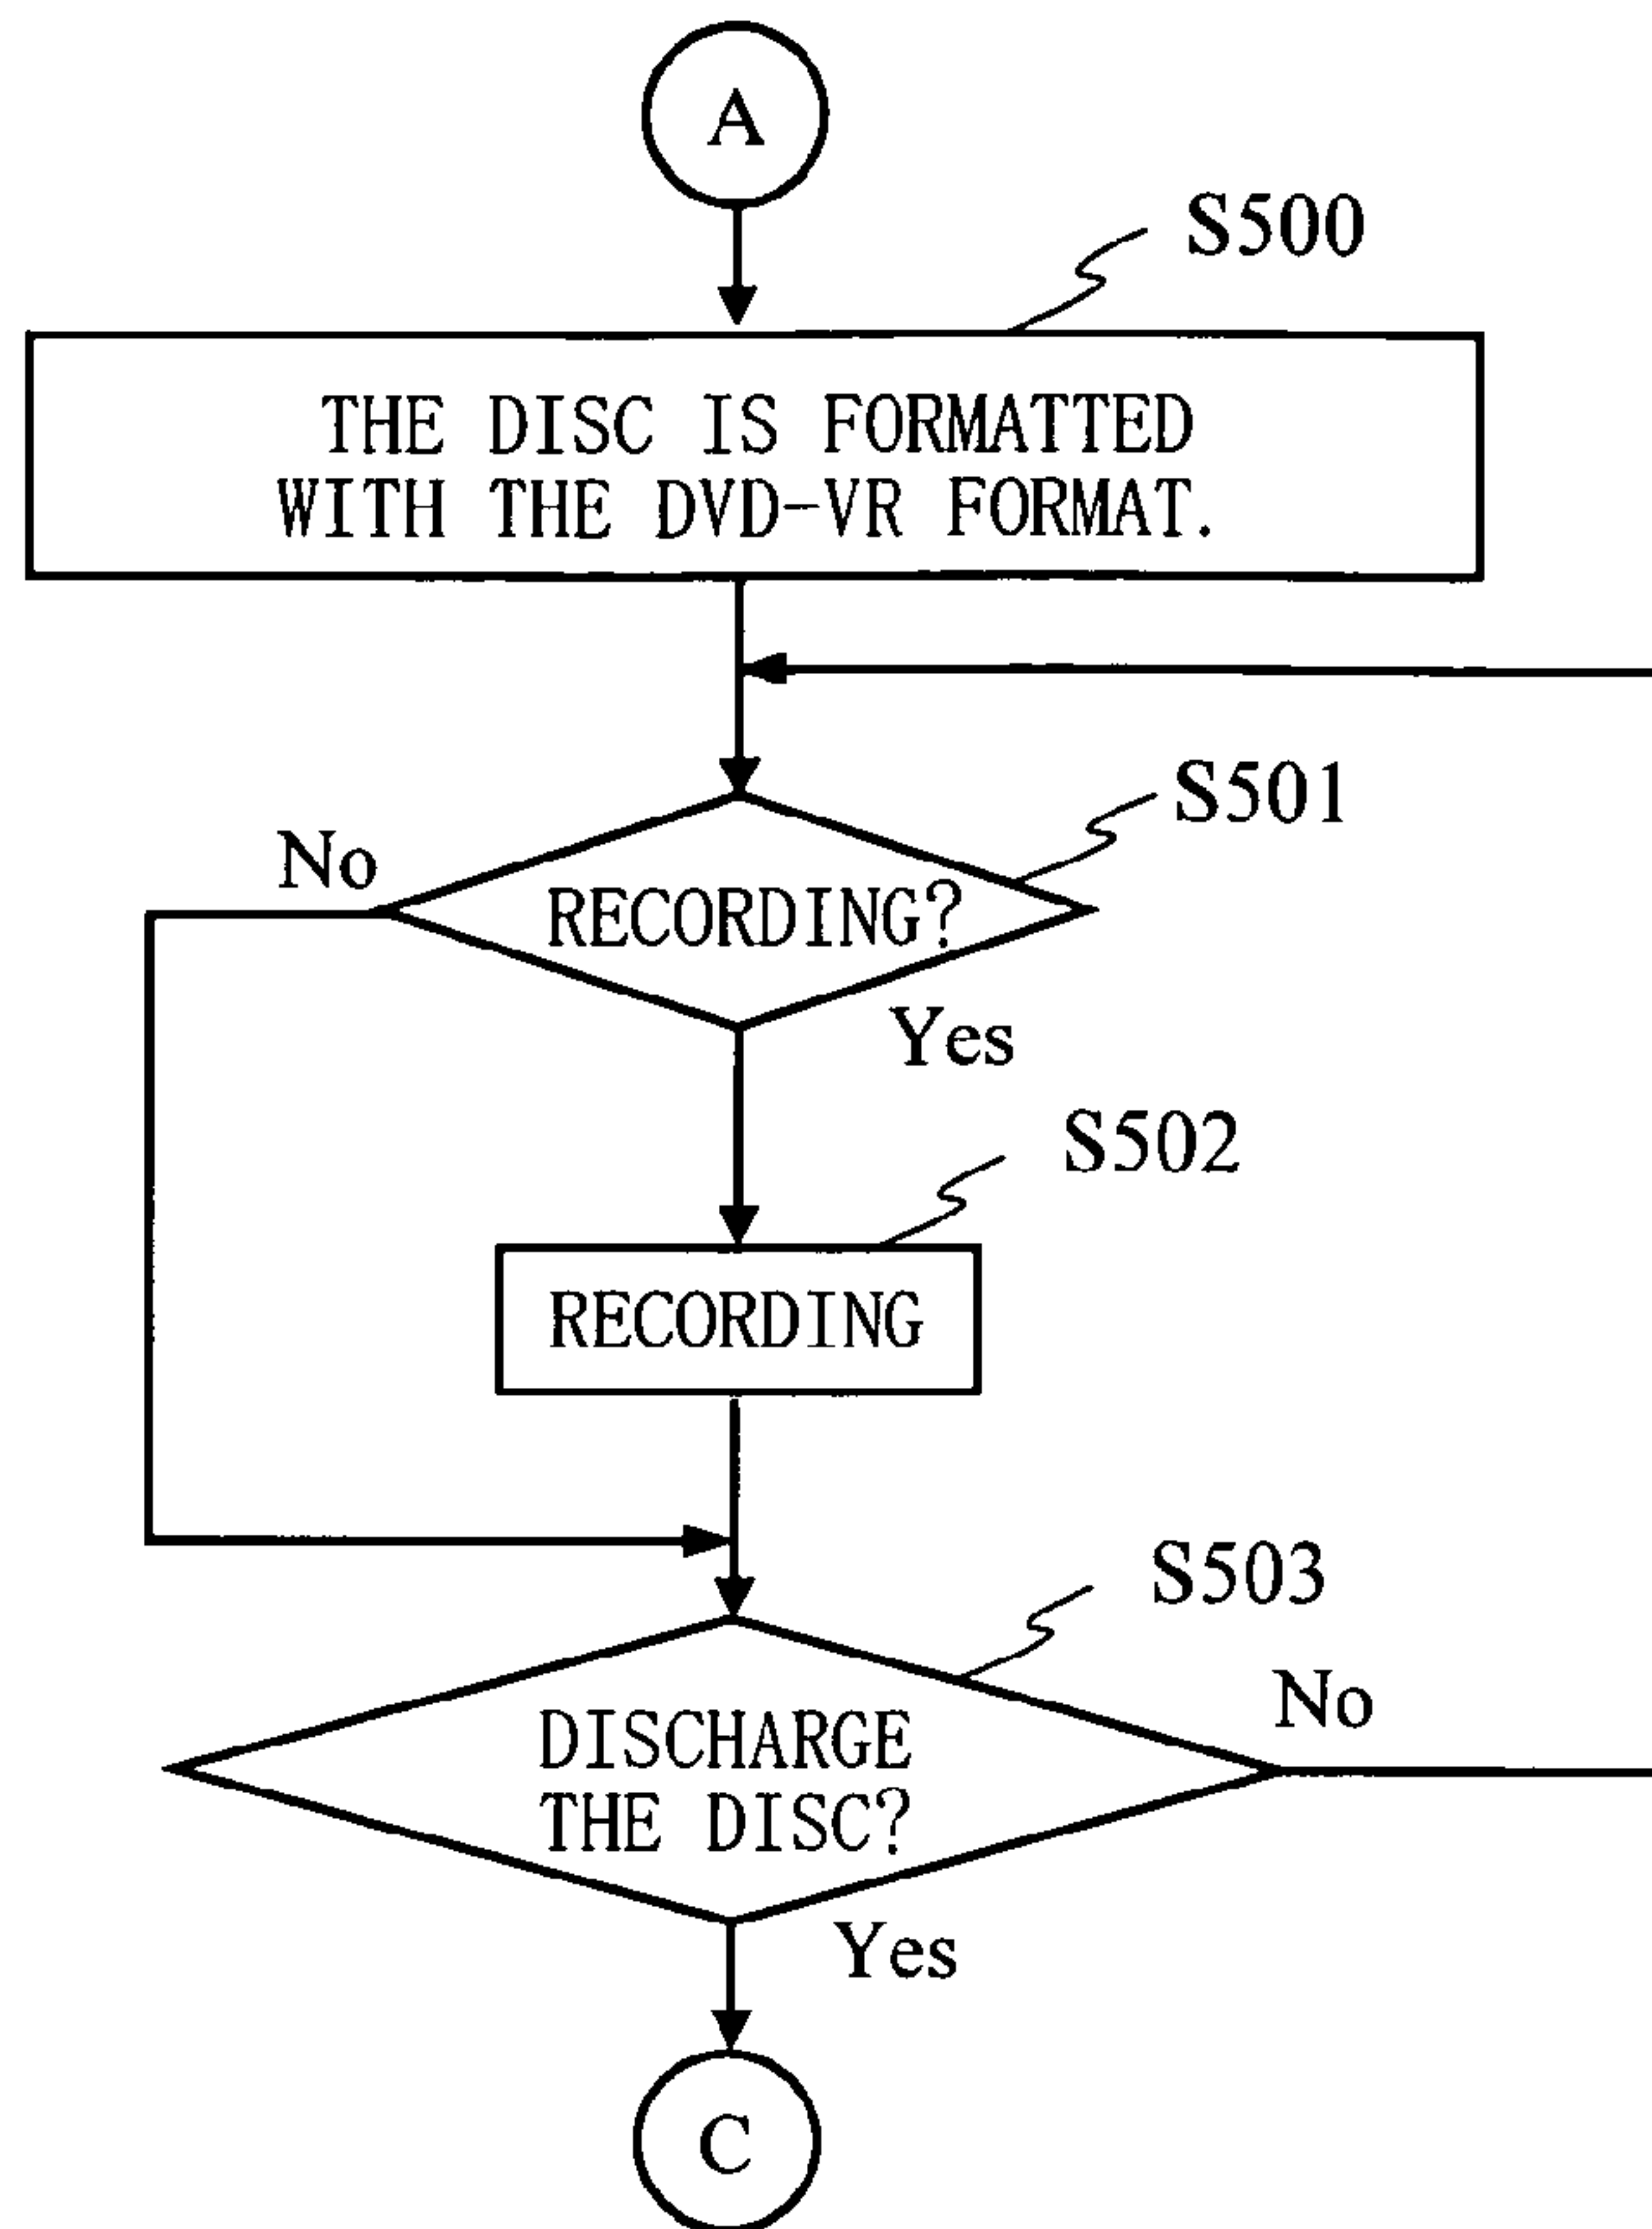 A
S500
THE DISC IS FORMATTED
WITH THE DVD-VR FORMAT.
S501
No
RECORDING?
Yes
S502
RECORDING
S503
No
DISCHARGE
THE DISC?
Yes
C